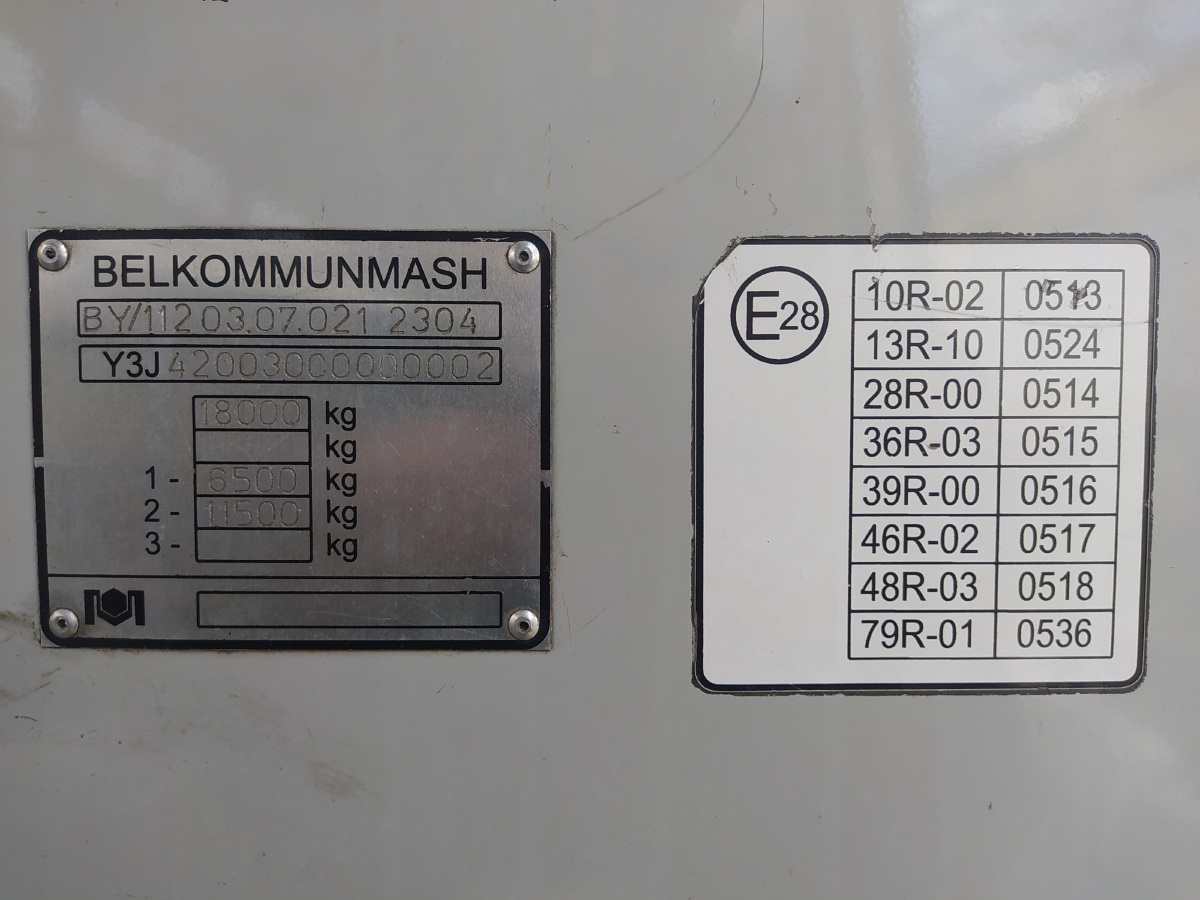 BELKOMMUNMASH
BY/112 03.07.021 2304
Y3J 420030C0000002
18000 kg
kg
1 - 6500 kg
2 - 11500 kg
3 - kg
E28
10R-02 0513
13R-10 0524
28R-00 0514
36R-03 0515
39R-00 0516
46R-02 0517
48R-03 0518
79R-01 0536